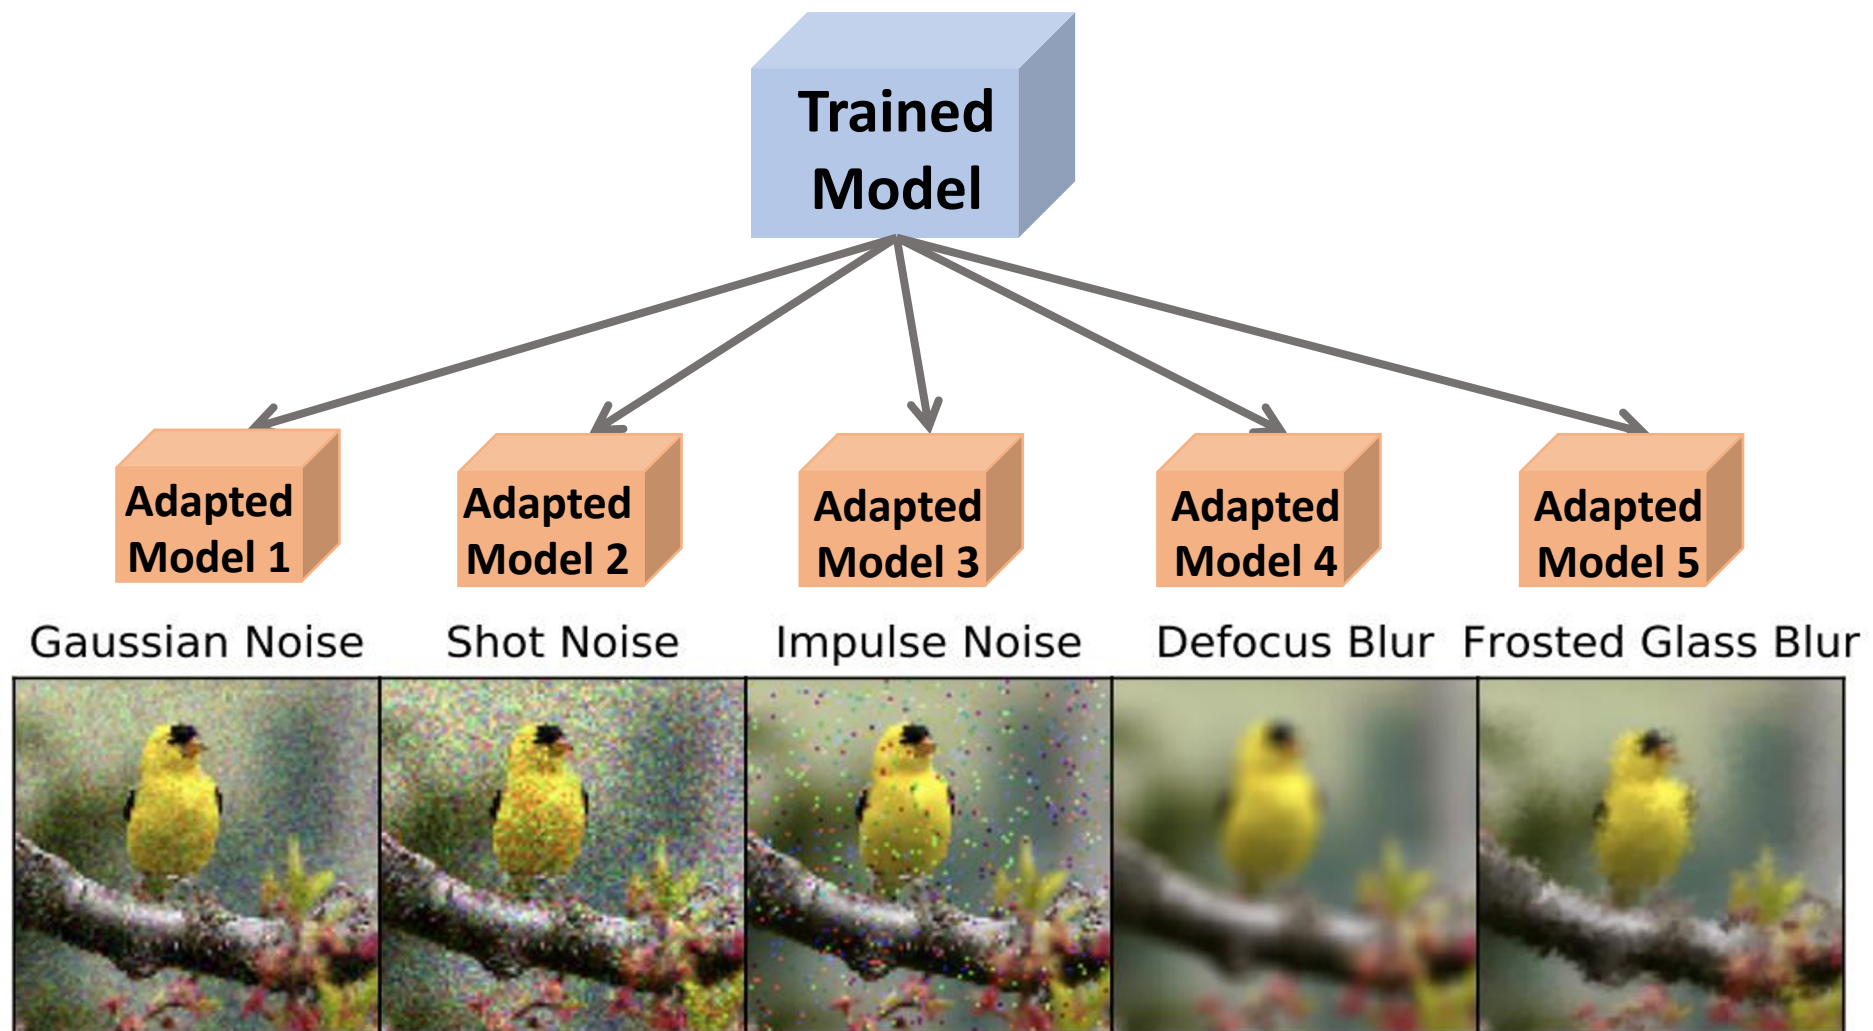 Trained
Model
Adapted
Model 1
Adapted
Model 2
Adapted
Model 3
Adapted
Model 4
Adapted
Model 5
Gaussian Noise
Shot Noise
Impulse Noise
Defocus Blur
Frosted Glass Blur